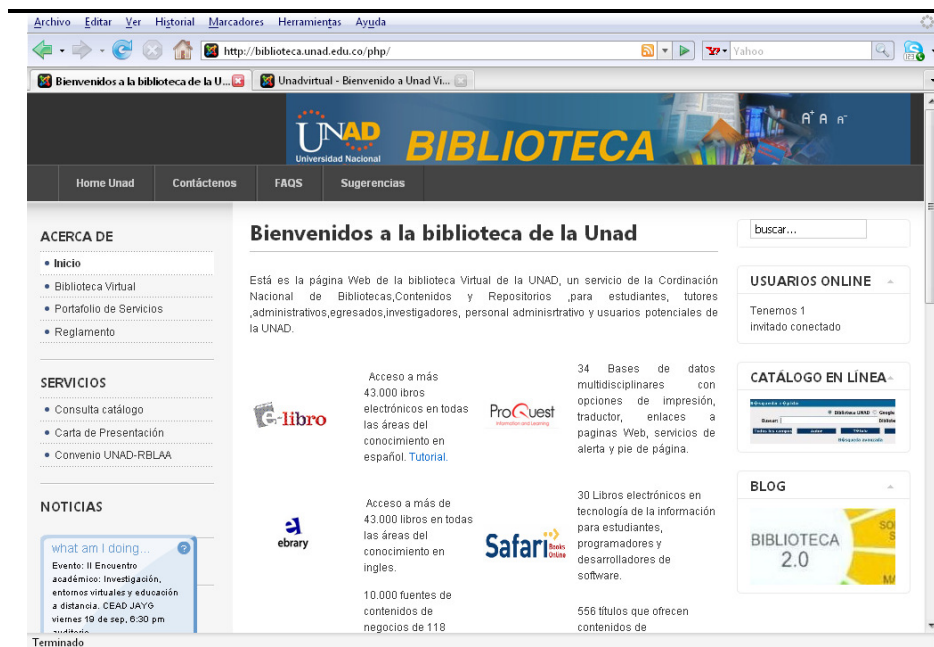 Archivo Editar Ver Historial Marcadores Herramientas Ayuda
http://biblioteca.unad.edu.co/php/
Yahoo
Bienvenidos a la biblioteca de la U...
Unadvirtual - Bienvenido a Unad Vi...
UNAD
Universidad Nacional
BIBLIOTECA
A+ A A-
Home Unad Contáctenos FAQS Sugerencias
ACERCA DE
Inicio
Biblioteca Virtual
Portafolio de Servicios
Reglamento
SERVICIOS
Consulta catálogo
Carta de Presentación
Convenio UNAD-RBLAA
NOTICIAS
what am I doing... ?
Evento: II Encuentro
académico: Investigación,
entornos virtuales y educación
a distancia. CEAD JAYG
viernes 19 de sep, 6:30 pm
Bienvenidos a la biblioteca de la Unad
Está es la página Web de la biblioteca Virtual de la UNAD, un servicio de la Cordinación
Nacional de Bibliotecas,Contenidos y Repositorios ,para estudiantes, tutores
,administrativos,egresados,investigadores, personal adminisrtrativo y usuarios potenciales de
la UNAD.
e-libro
Acceso a más
43.000 ibros
electrónicos en todas
las áreas del
conocimiento en
español. Tutorial.
ProQuest
Information and Learning
34 Bases de datos
multidisciplinares con
opciones de impresión,
traductor, enlaces a
paginas Web, servicios de
alerta y pie de página.
ebrary
Acceso a más de
43.000 libros en todas
las áreas del
conocimiento en
ingles.
Safari Books Online
30 Libros electrónicos en
tecnología de la información
para estudiantes,
programadores y
desarrolladores de
software.
10.000 fuentes de
contenidos de
negocios de 118
556 títulos que ofrecen
contenidos de
buscar...
USUARIOS ONLINE
Tenemos 1
invitado conectado
CATÁLOGO EN LÍNEA
Biblioteca UNAD Google
Buscar:
Búsqueda avanzada
BLOG
BIBLIOTECA
2.0
Terminado